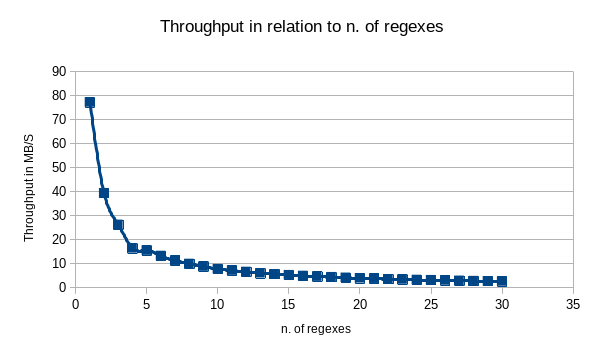 Throughput in relation to n. of regexes
90
80
70
60
50
40
30
20
10
0
Throughput in MB/S
0 5 10 15 20 25 30 35
n. of regexes